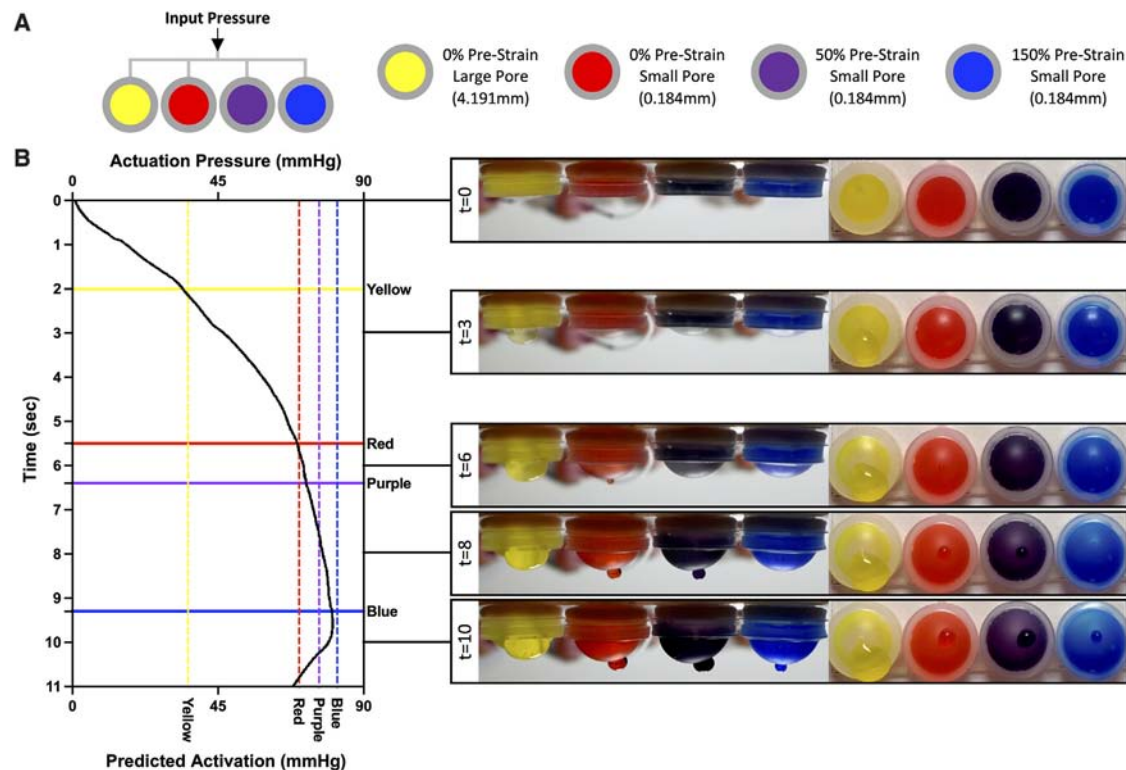 A
Input Pressure
0% Pre-Strain
Large Pore
(4.191mm)
0% Pre-Strain
Small Pore
(0.184mm)
50% Pre-Strain
Small Pore
(0.184mm)
150% Pre-Strain
Small Pore
(0.184mm)
B
Actuation Pressure (mmHg)
0 45 90
Time (sec)
0
1
2
3
4
5
6
7
8
9
10
11
Yellow
Red
Purple
Blue
0 45 90
Yellow
Red
Purple
Blue
Predicted Activation (mmHg)
t=0
t=3
t=6
t=8
t=10